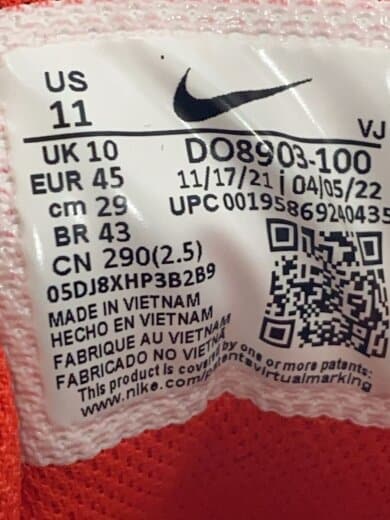 US
11
VJ
UK 10
DO8903-100
EUR 45
11/17/21 | 04/05/22
cm 29
UPC 00195869240435
BR 43
CN 290(2.5)
05DJ8XHP3B2B9
MADE IN VIETNAM
HECHO EN VIETNAM
FABRIQUE AU VIETNAM
FABRICADO NO VIETNA
This product is covered by one or more patents:
www.nike.com/patentsvirtualmarking